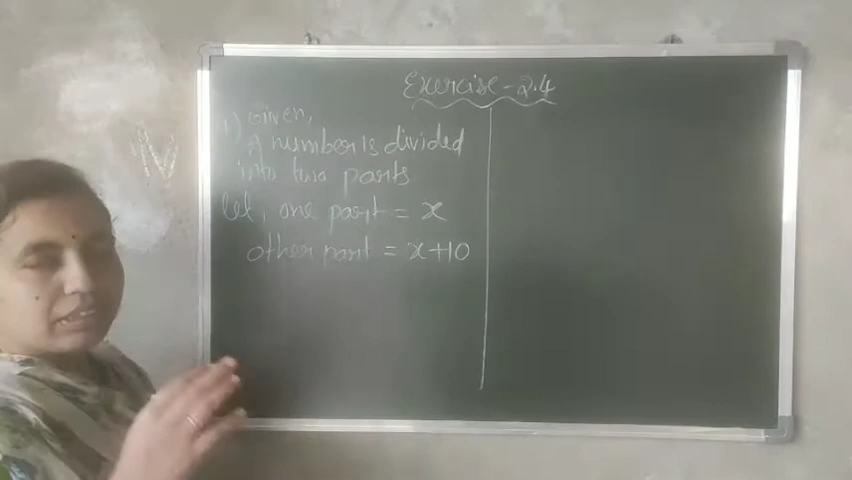 Exercise - 2.4
1) Given,
A number is divided
into two parts
let, one part = x
other part = x+10